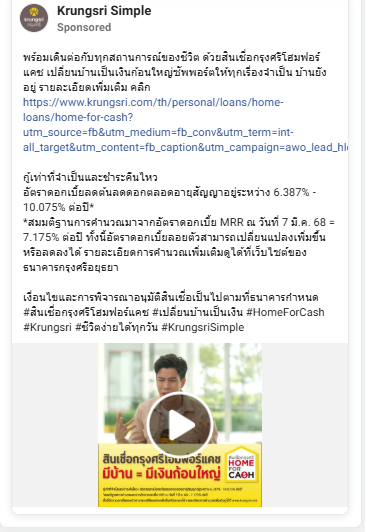 Krungsri Simple
Sponsored
พร้อมเดินต่อกับทุกสถานการณ์ของชีวิต ด้วยสินเชื่อกรุงศรีโฮมฟอร์
แคช เปลี่ยนบ้านเป็นเงินก้อนใหญ่ซัพพอร์ตให้ทุกเรื่องจำเป็น บ้านยัง
อยู่ รายละเอียดเพิ่มเติม คลิก
https://www.krungsri.com/th/personal/loans/home-
loans/home-for-cash?
utm_source=fb&utm_medium=fb_conv&utm_term=int-
all_target&utm_content=fb_caption&utm_campaign=awo_lead_hl
กู้เท่าที่จำเป็นและชำระคืนไหว
อัตราดอกเบี้ยลดต้นลดดอกตลอดอายุสัญญาอยู่ระหว่าง 6.387% -
10.075% ต่อปี*
*สมมติฐานการคำนวณมาจากอัตราดอกเบี้ย MRR ณ วันที่ 7 มี.ค. 68 =
7.175% ต่อปี ทั้งนี้อัตราดอกเบี้ยลอยตัวสามารถเปลี่ยนแปลงเพิ่มขึ้น
หรือลดลงได้ รายละเอียดการคำนวณเพิ่มเติมดูได้ที่เว็บไซต์ของ
ธนาคารกรุงศรีอยุธยา
เงื่อนไขและการพิจารณาอนุมัติสินเชื่อเป็นไปตามที่ธนาคารกำหนด
#สินเชื่อกรุงศรีโฮมฟอร์แคช #เปลี่ยนบ้านเป็นเงิน #HomeForCash
#Krungsri #ชีวิตง่ายได้ทุกวัน #KrungsriSimple
สินเชื่อกรุงศรีโฮมฟอร์แคช
มีบ้าน = มีเงินก้อนใหญ่
สินเชื่อกรุงศรี
HOME
FOR
CASH